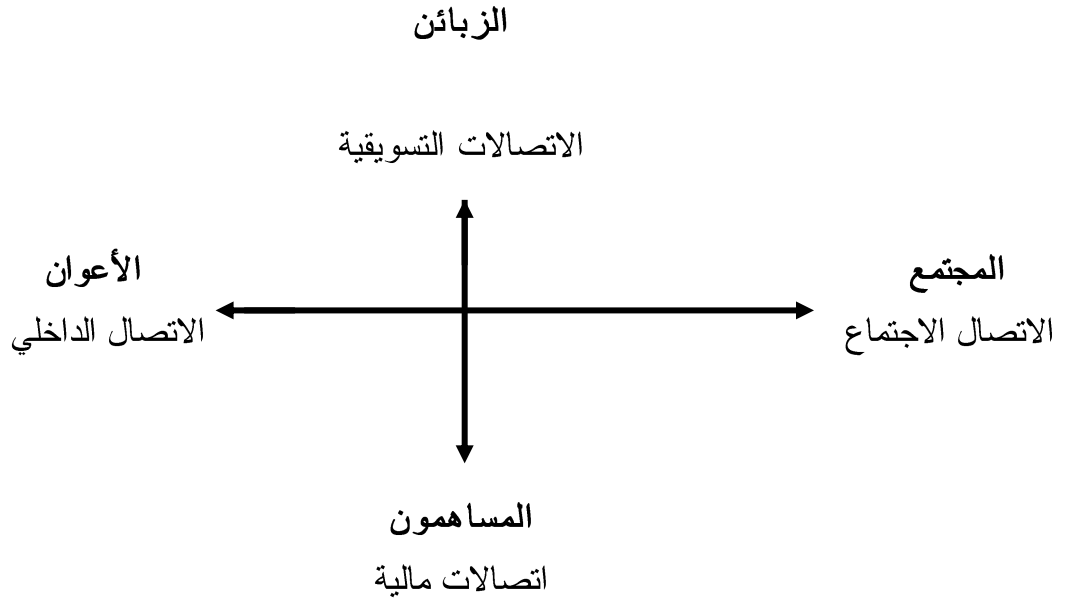 الزبائن
الاتصالات التسويقية
المجتمع
الاتصال الاجتماع
الأعوان
الاتصال الداخلي
المساهمون
اتصالات مالية